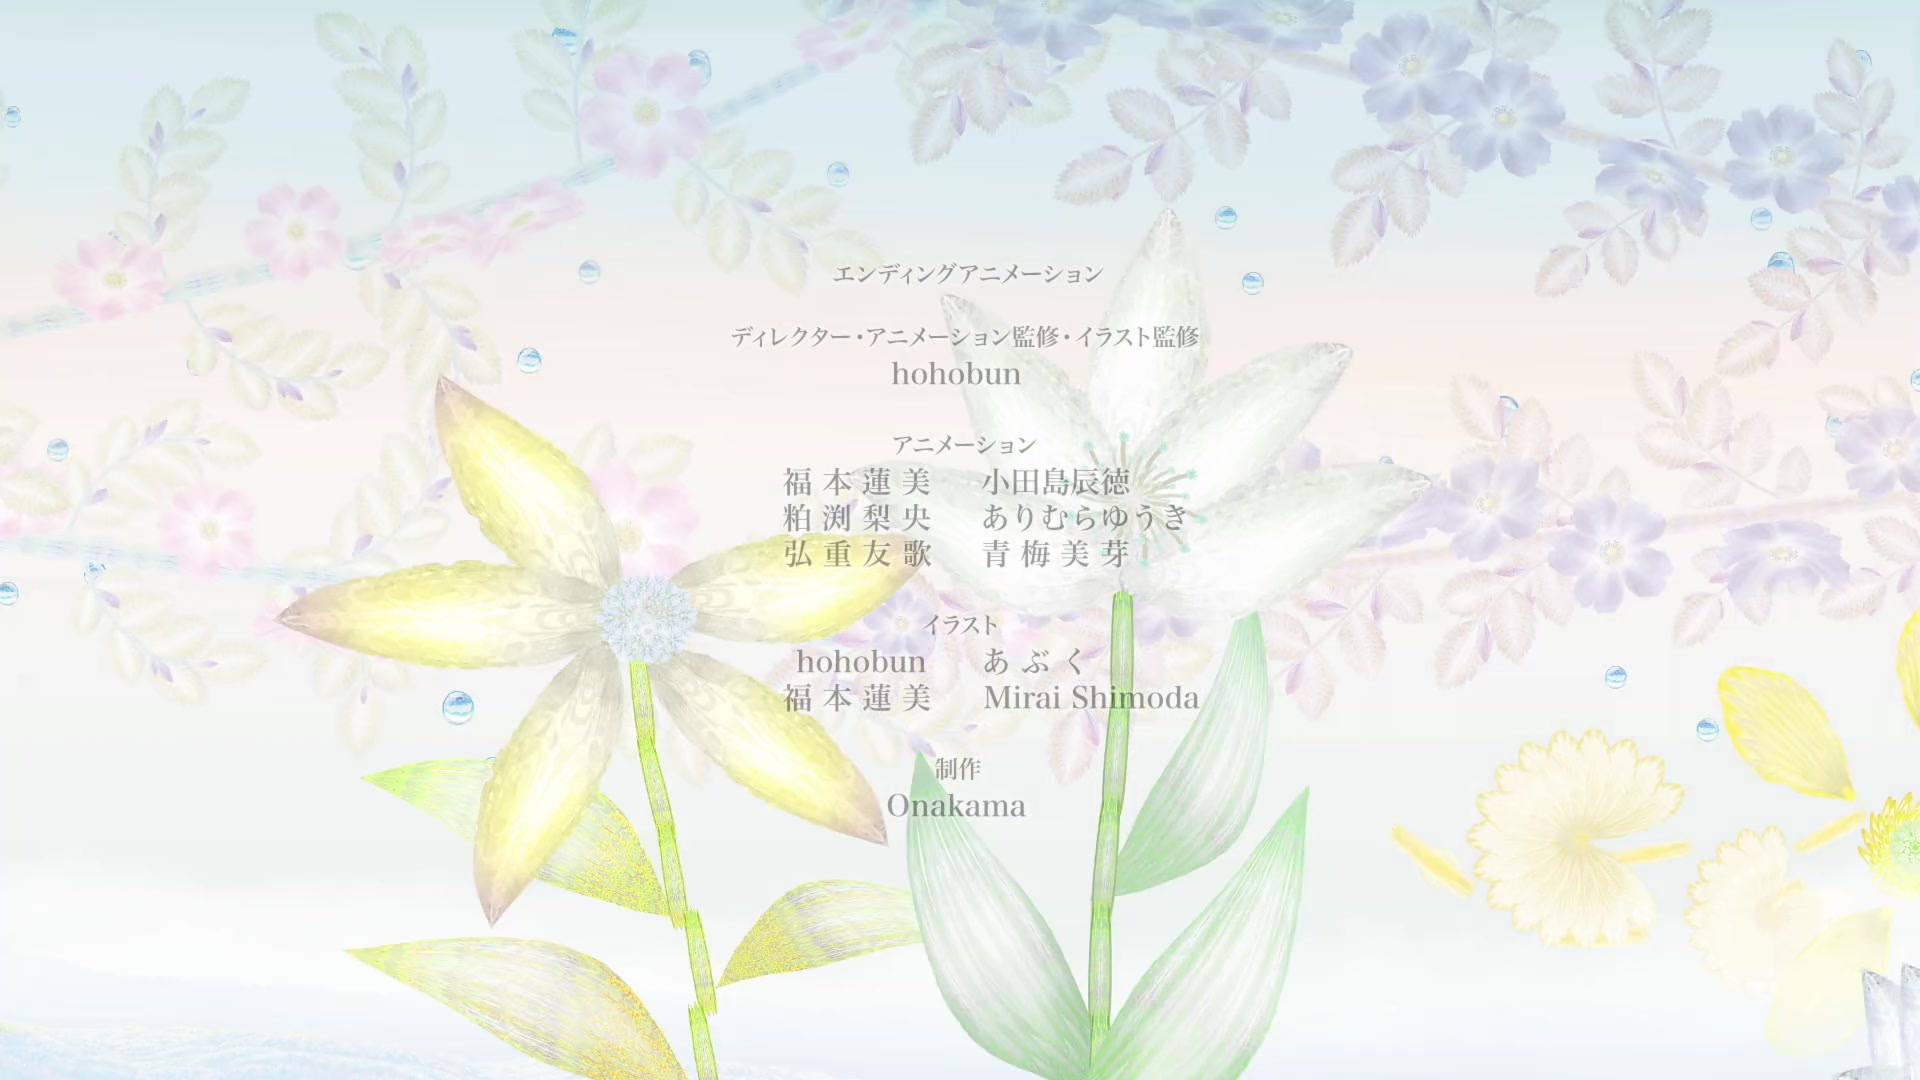 エンディングアニメーション
ディレクター・アニメーション監修・イラスト監修
hohobun
アニメーション
福本蓮美 小田島辰徳
粕渕梨央 ありむらゆうき
弘重友歌 青梅美芽
イラスト
hohobun あぶく
福本蓮美 Mirai Shimoda
制作
Onakama